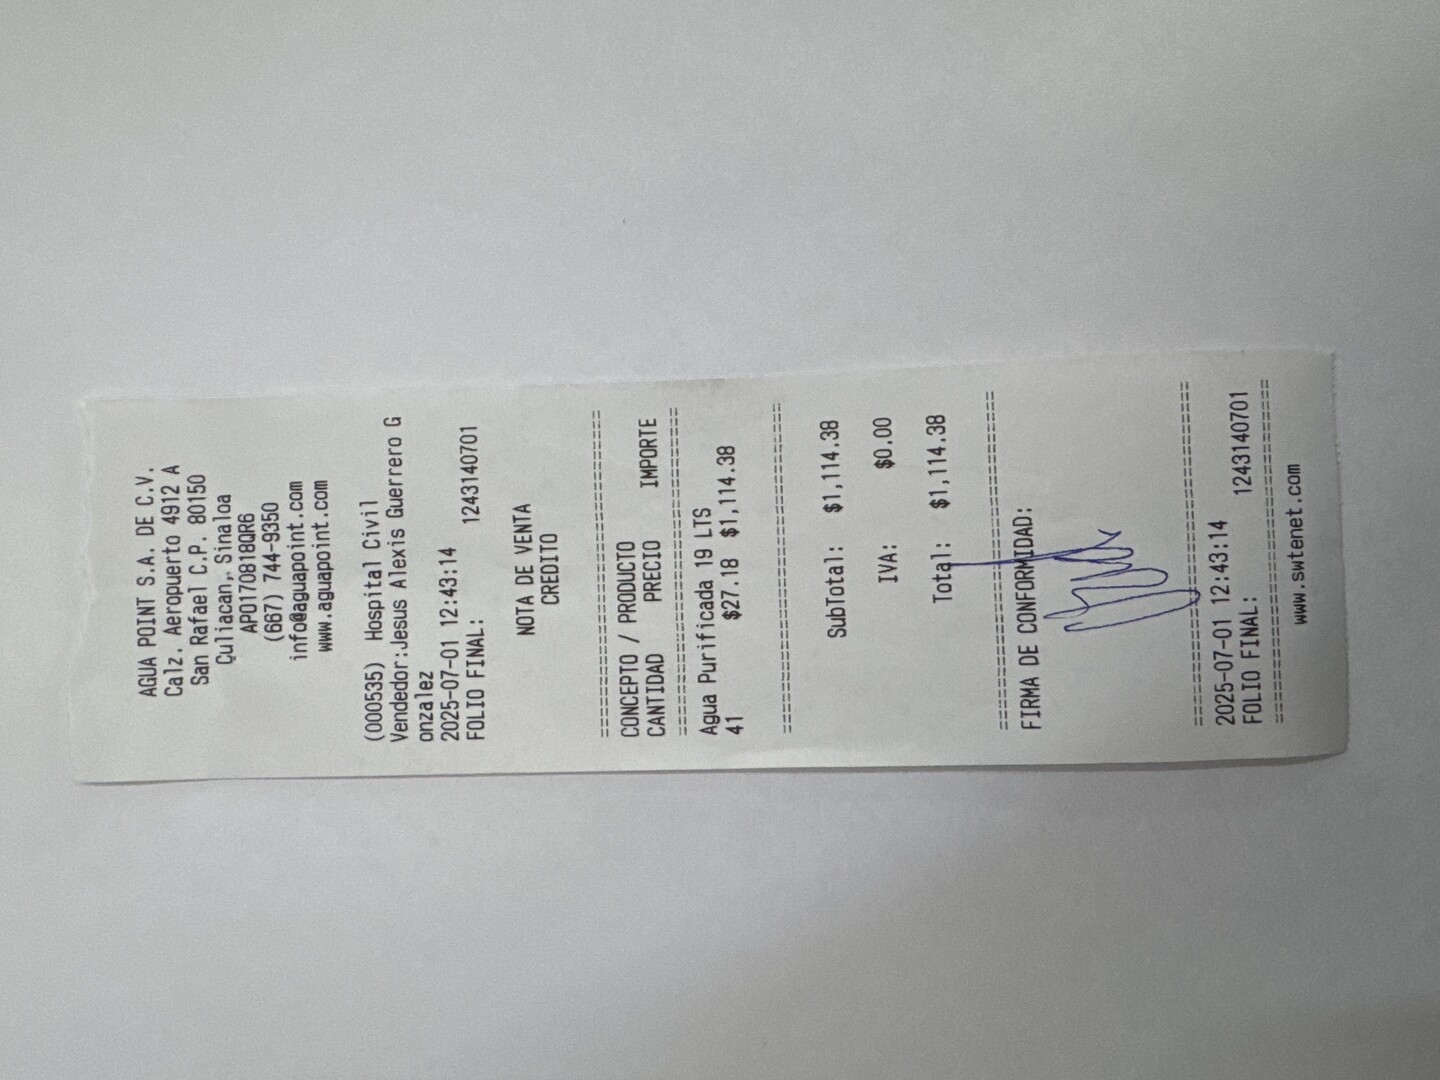 AGUA POINT S.A. DE C.V.
Calz. Aeropuerto 4912 A
San Rafael C.P. 80150
Culiacan, Sinaloa
APO170818QR6
(667) 744-9350
info@aguapoint.com
www.aguapoint.com
(000535) Hospital Civil
Vendedor:Jesus Alexis Guerrero G
onzalez
2025-07-01 12:43:14
FOLIO FINAL: 1243140701
NOTA DE VENTA
CREDITO
================================
CONCEPTO / PRODUCTO
CANTIDAD PRECIO IMPORTE
================================
Agua Purificada 19 LTS
41 $27.18 $1,114.38
================================
SubTotal: $1,114.38
IVA: $0.00
Total: $1,114.38
================================
FIRMA DE CONFORMIDAD:
================================
2025-07-01 12:43:14
FOLIO FINAL: 1243140701
================================
www.swtenet.com